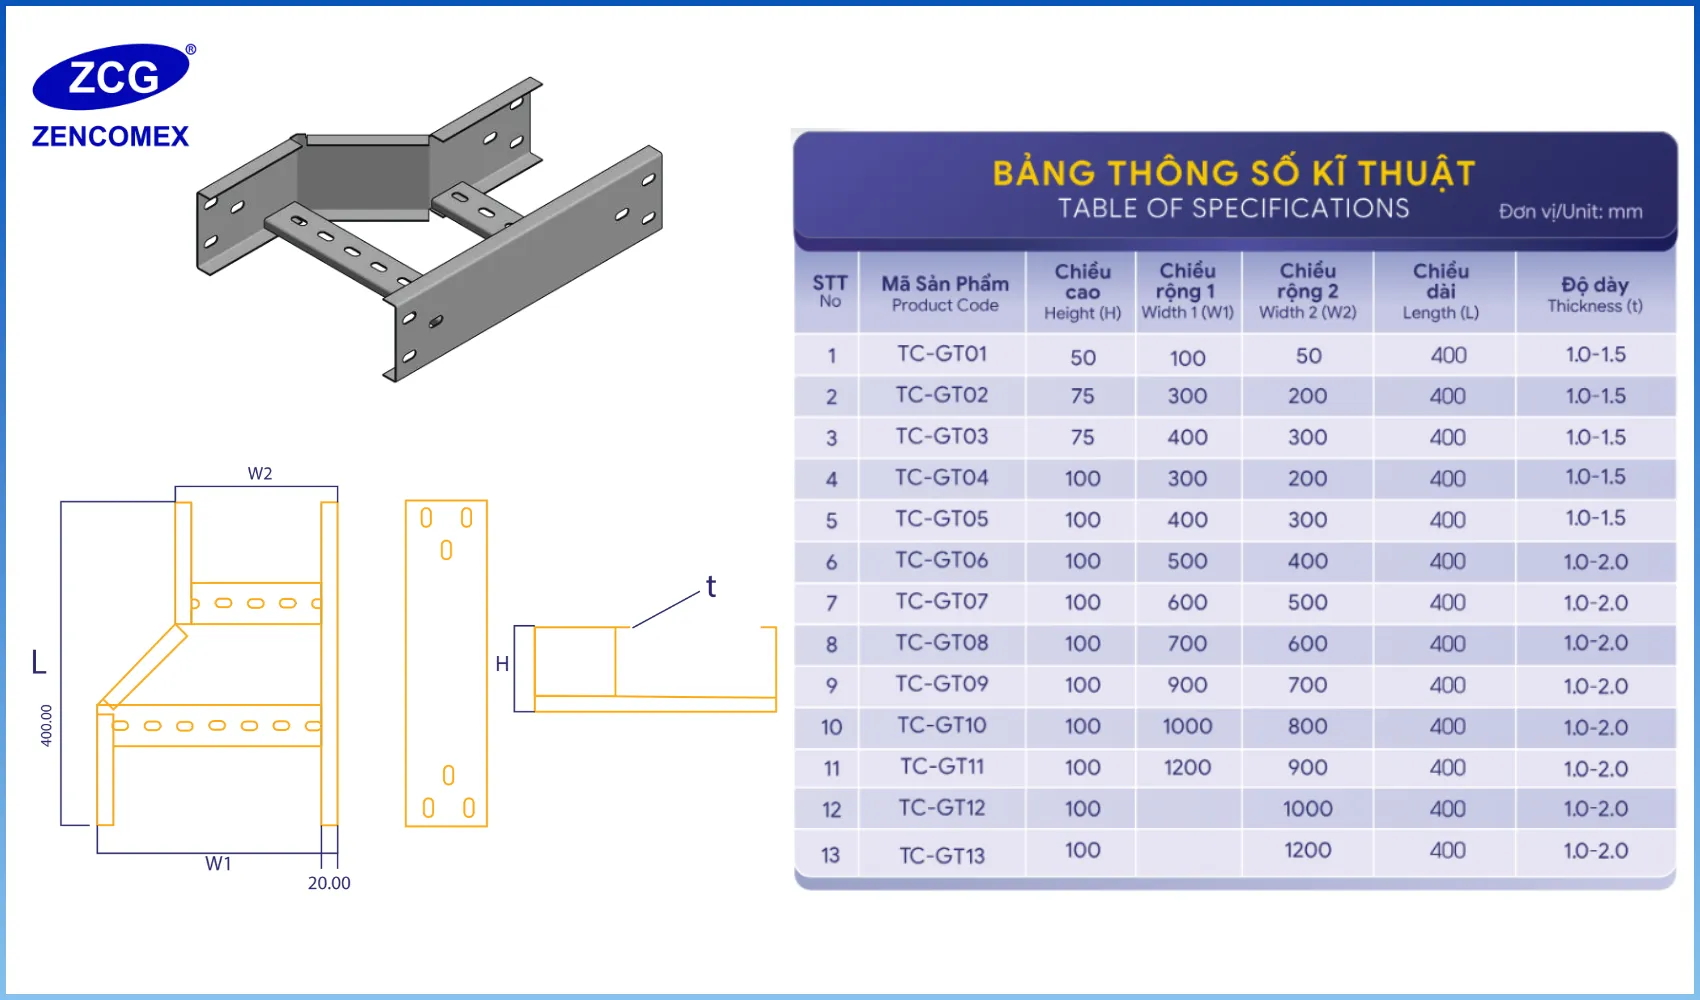 ZCG®
ZENCOMEX
W2
L
400.00
W1
20.00
H
t
BẢNG THÔNG SỐ KĨ THUẬT
TABLE OF SPECIFICATIONS
Đơn vị/Unit: mm
STT
No
Mã Sản Phẩm
Product Code
Chiều
cao
Height (H)
Chiều
rộng 1
Width 1 (W1)
Chiều
rộng 2
Width 2 (W2)
Chiều
dài
Length (L)
Độ dày
Thickness (t)
1 TC-GT01 50 100 50 400 1.0-1.5
2 TC-GT02 75 300 200 400 1.0-1.5
3 TC-GT03 75 400 300 400 1.0-1.5
4 TC-GT04 100 300 200 400 1.0-1.5
5 TC-GT05 100 400 300 400 1.0-1.5
6 TC-GT06 100 500 400 400 1.0-2.0
7 TC-GT07 100 600 500 400 1.0-2.0
8 TC-GT08 100 700 600 400 1.0-2.0
9 TC-GT09 100 900 700 400 1.0-2.0
10 TC-GT10 100 1000 800 400 1.0-2.0
11 TC-GT11 100 1200 900 400 1.0-2.0
12 TC-GT12 100 1000 400 1.0-2.0
13 TC-GT13 100 1200 400 1.0-2.0